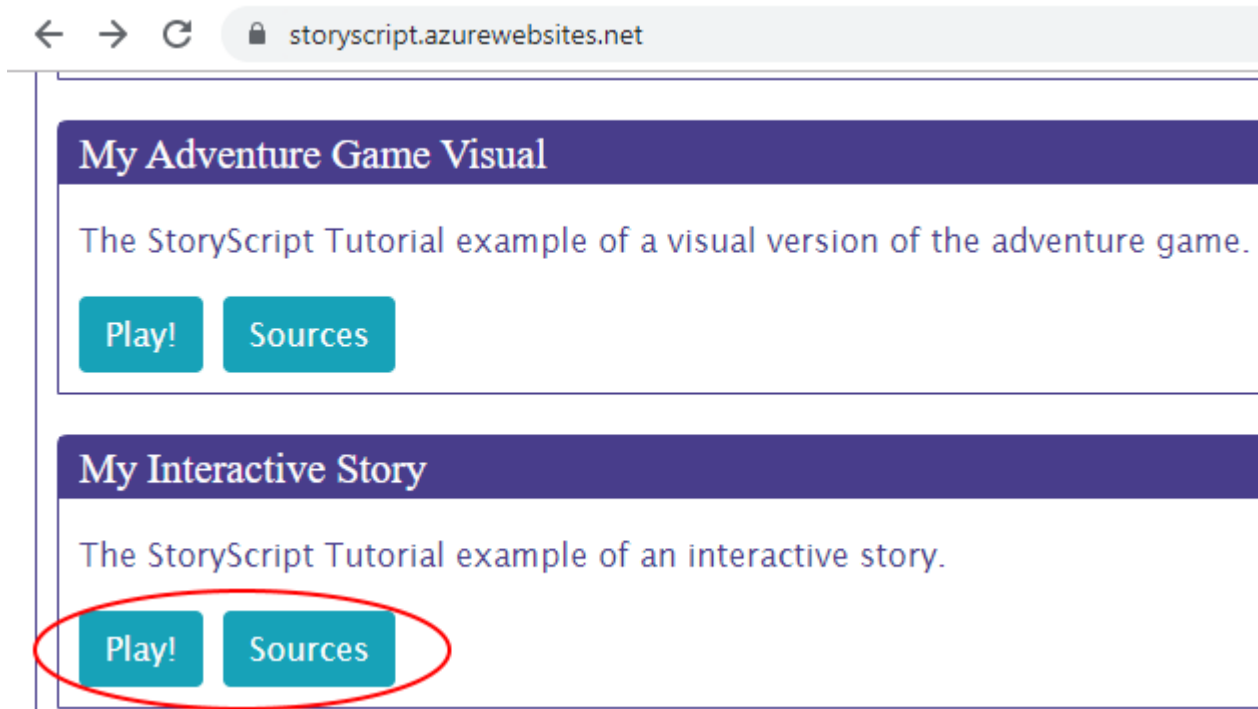 storyscript.azurewebsites.net
My Adventure Game Visual
The StoryScript Tutorial example of a visual version of the adventure game.
Play! Sources
My Interactive Story
The StoryScript Tutorial example of an interactive story.
Play! Sources